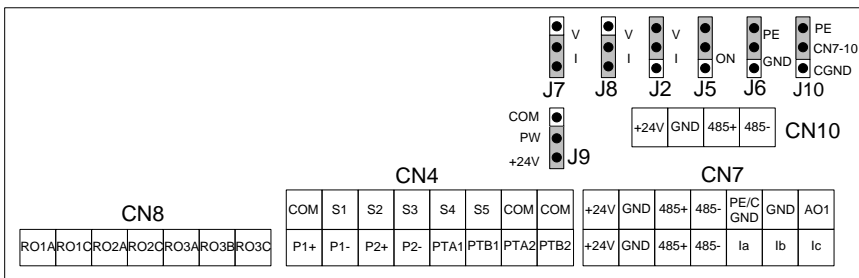 V V V PE PE
CN7-10
I I I ON GND CGND
J7 J8 J2 J5 J6 J10
COM
PW
+24V J9
+24V GND 485+ 485- CN10
CN4 CN7
CN8
COM S1 S2 S3 S4 S5 COM COM +24V GND 485+ 485- PE/C GND GND AO1
RO1A RO1C RO2A RO2C RO3A RO3B RO3C P1+ P1- P2+ P2- PTA1 PTB1 PTA2 PTB2 +24V GND 485+ 485- Ia Ib Ic